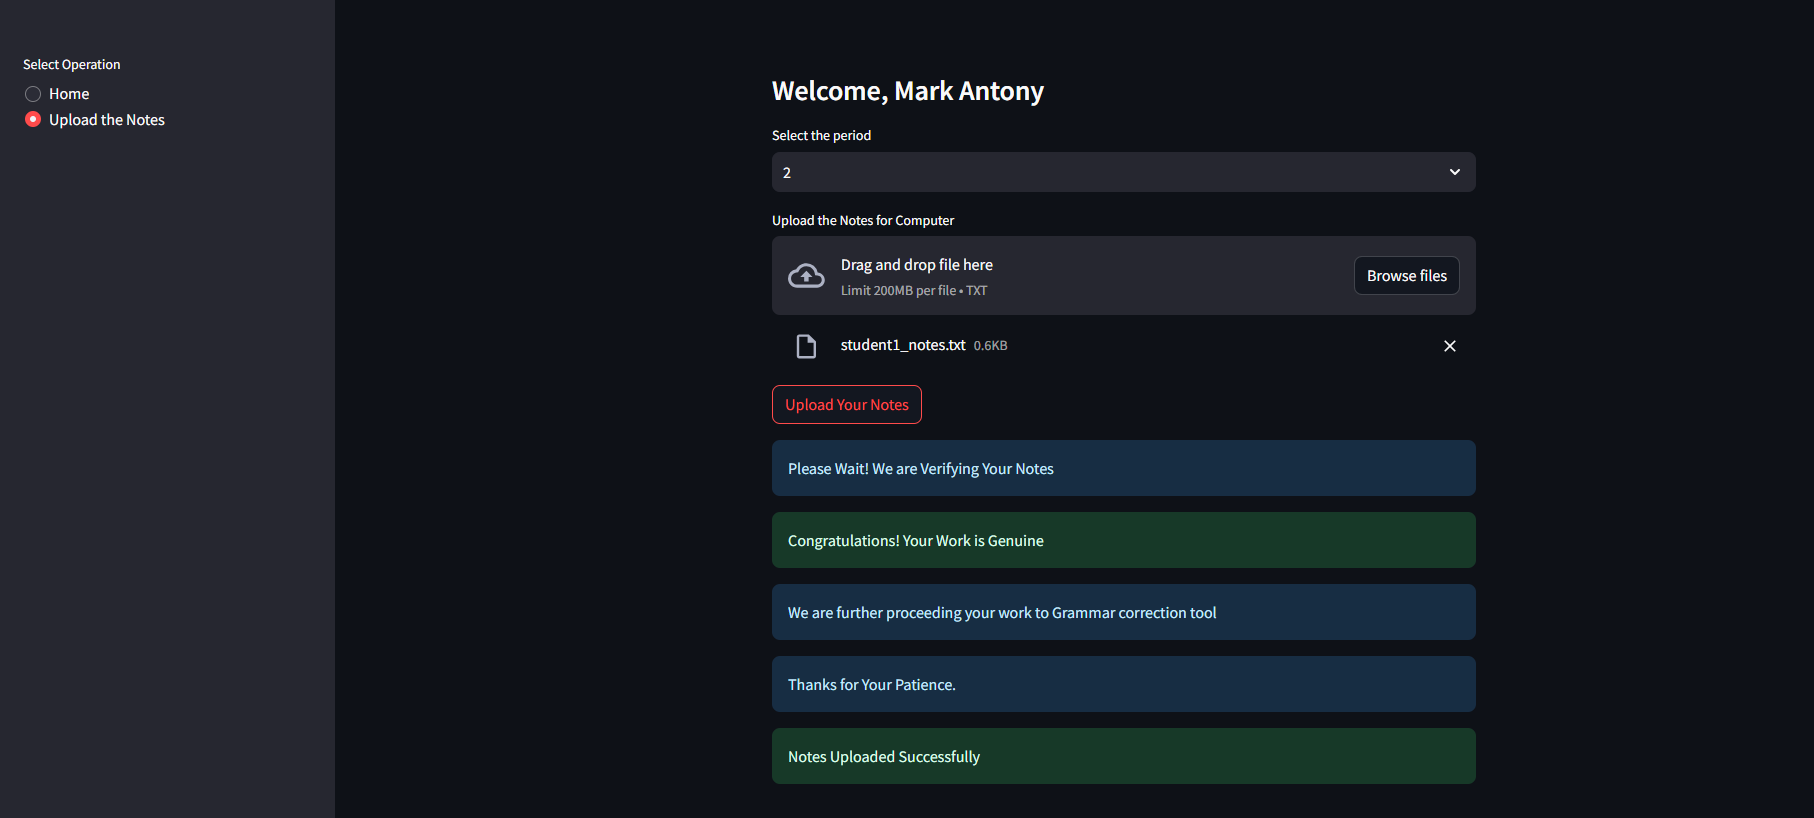 Select Operation
Home
Upload the Notes
Welcome, Mark Antony
Select the period
2
Upload the Notes for Computer
Drag and drop file here
Limit 200MB per file • TXT
Browse files
student1_notes.txt 0.6KB
Upload Your Notes
Please Wait! We are Verifying Your Notes
Congratulations! Your Work is Genuine
We are further proceeding your work to Grammar correction tool
Thanks for Your Patience.
Notes Uploaded Successfully